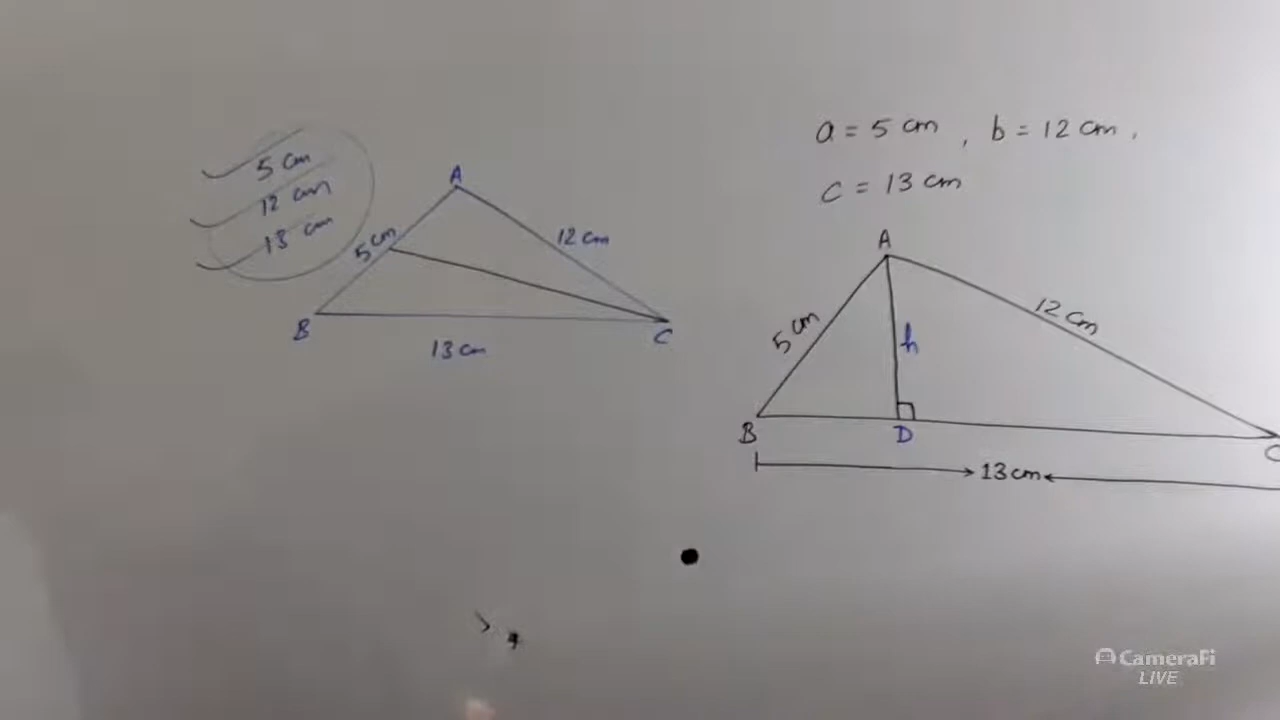 5 cm
12 cm
13 cm
A
5 cm
12 cm
B
C
13 cm
a = 5 cm , b = 12 cm ,
c = 13 cm
A
5 cm
h
12 cm
B
D
C
13 cm
CameraFi
LIVE